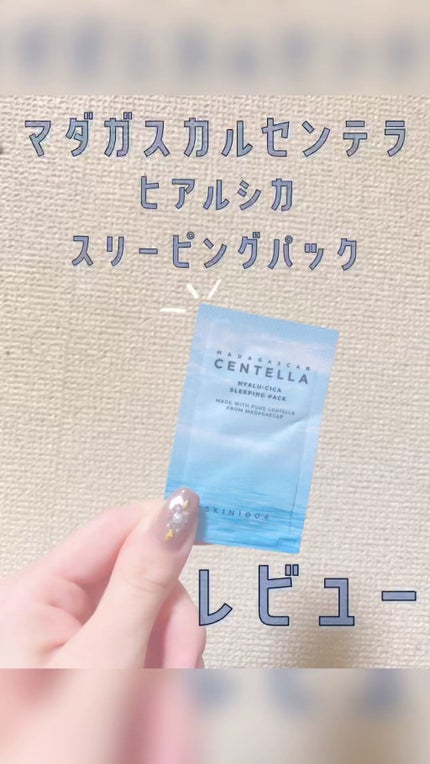 マダガスカルセンテラ
ヒアルシカ
スリーピングパック
MADAGASCAR
CENTELLA
HYALU-CICA
SLEEPING PACK
MADE WITH PURE CENTELLA
FROM MADAGASCAR
SKIN1004
レビュー